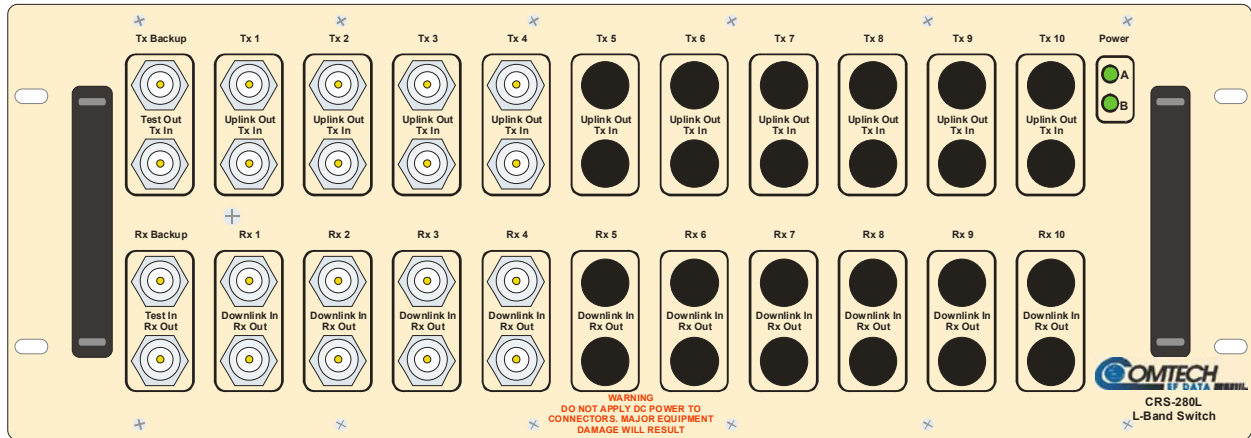 Tx Backup Tx 1 Tx 2 Tx 3 Tx 4 Tx 5 Tx 6 Tx 7 Tx 8 Tx 9 Tx 10 Power
A
B
Test Out Uplink Out Uplink Out Uplink Out Uplink Out Uplink Out Uplink Out Uplink Out Uplink Out Uplink Out Uplink Out
Tx In Tx In Tx In Tx In Tx In Tx In Tx In Tx In Tx In Tx In Tx In
Rx Backup Rx 1 Rx 2 Rx 3 Rx 4 Rx 5 Rx 6 Rx 7 Rx 8 Rx 9 Rx 10
Test In Downlink In Downlink In Downlink In Downlink In Downlink In Downlink In Downlink In Downlink In Downlink In Downlink In
Rx Out Rx Out Rx Out Rx Out Rx Out Rx Out Rx Out Rx Out Rx Out Rx Out Rx Out
COMTECH
EF DATA
CRS-280L
L-Band Switch
WARNING
DO NOT APPLY DC POWER TO
CONNECTORS. MAJOR EQUIPMENT
DAMAGE WILL RESULT